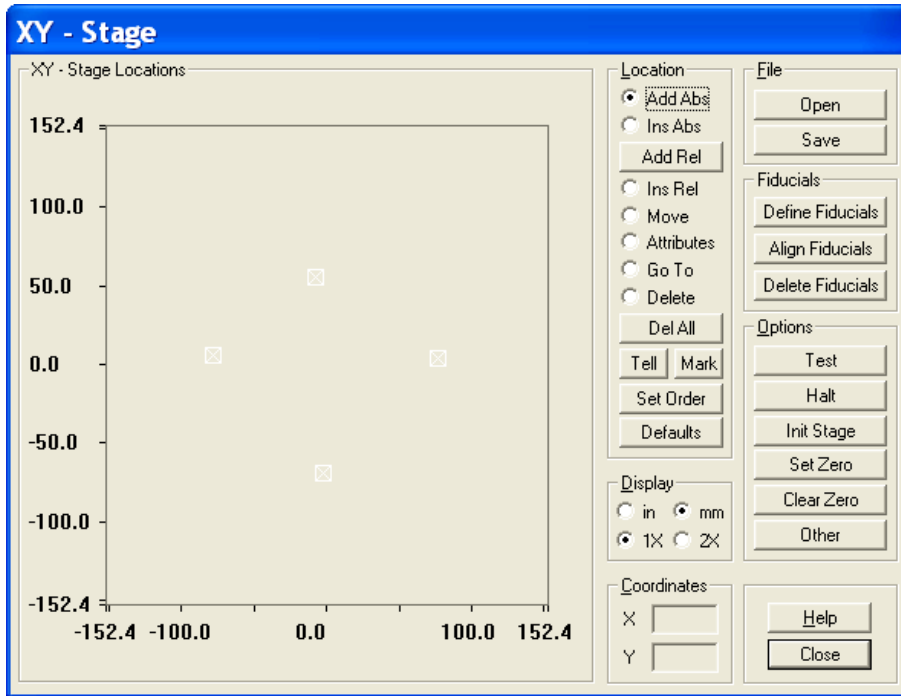 XY - Stage
XY - Stage Locations
152.4
100.0
50.0
0.0
-50.0
-100.0
-152.4
-152.4 -100.0 0.0 100.0 152.4
Location
Add Abs
Ins Abs
Add Rel
Ins Rel
Move
Attributes
Go To
Delete
Del All
Tell Mark
Set Order
Defaults
Display
in mm
1X 2X
Coordinates
X
Y
File
Open
Save
Fiducials
Define Fiducials
Align Fiducials
Delete Fiducials
Options
Test
Halt
Init Stage
Set Zero
Clear Zero
Other
Help
Close